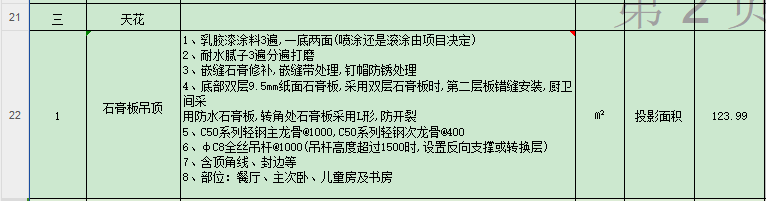 21 三 天花
第 2 页
22 1 石膏板吊顶 1、乳胶漆涂料3遍,一底两面(喷涂还是滚涂由项目决定)
2、耐水腻子3遍分遍打磨
3、嵌缝石膏修补,嵌缝带处理,钉帽防锈处理
4、底部双层9.5mm纸面石膏板,采用双层石膏板时,第二层板错缝安装,厨卫
间采
用防水石膏板,转角处石膏板采用L形,防开裂
5、C50系列轻钢主龙骨@1000,C50系列轻钢次龙骨@400
6、φC8全丝吊杆@1000(吊杆高度超过1500时,设置反向支撑或转换层)
7、含顶角线、封边等
8、部位：餐厅、主次卧、儿童房及书房
㎡ 投影面积 123.99